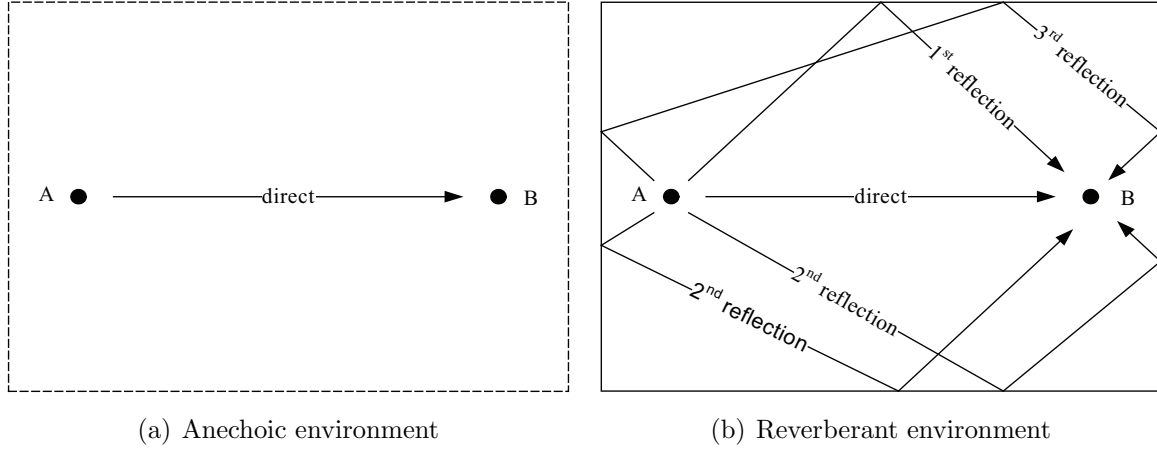 A
direct
B
(a) Anechoic environment
1st reflection
3rd reflection
A
direct
B
2nd reflection
2nd reflection
(b) Reverberant environment